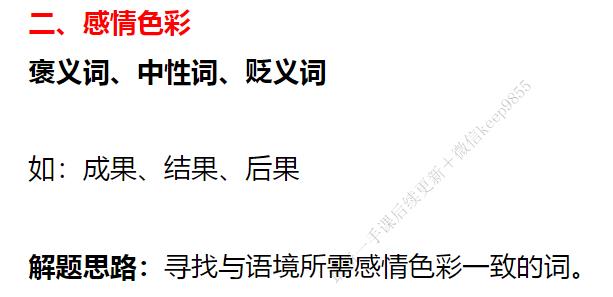 二、感情色彩
褒义词、中性词、贬义词
如：成果、结果、后果
解题思路：寻找与语境所需感情色彩一致的词。
一手课后续更新＋微信keep9855